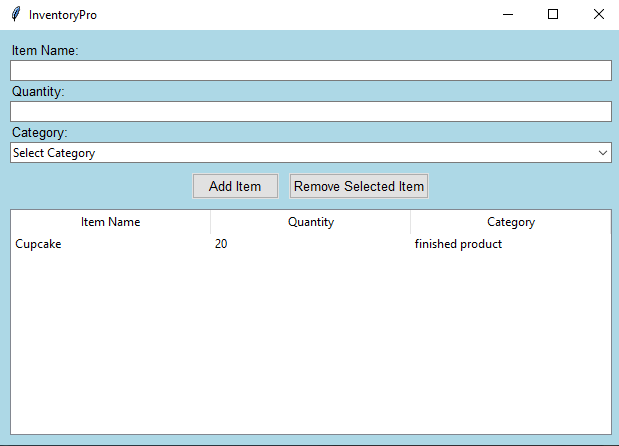 InventoryPro
Item Name:
Quantity:
Category:
Select Category
Add Item Remove Selected Item
Item Name Quantity Category
Cupcake 20 finished product